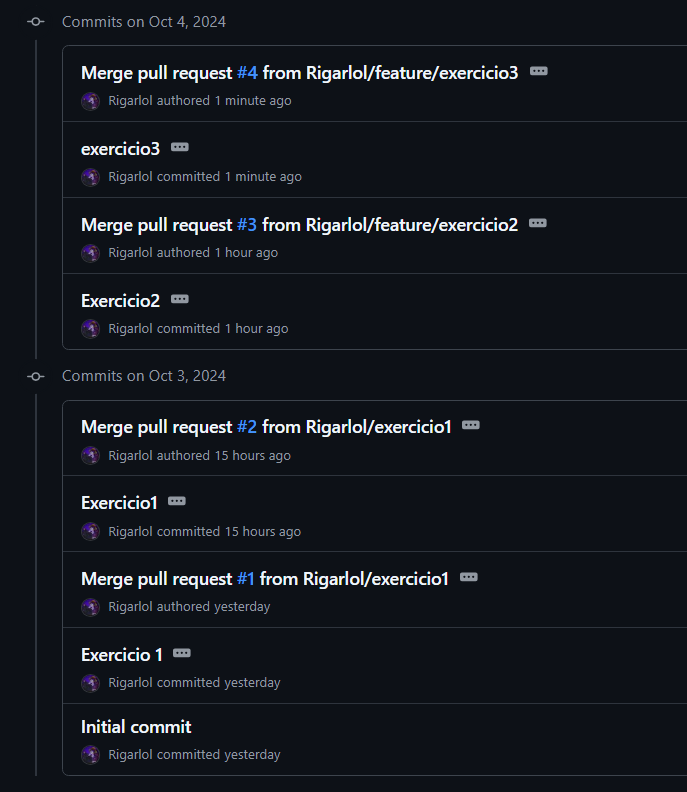 Commits on Oct 4, 2024
Merge pull request #4 from Rigarlol/feature/exercicio3
Rigarlol authored 1 minute ago
exercicio3
Rigarlol committed 1 minute ago
Merge pull request #3 from Rigarlol/feature/exercicio2
Rigarlol authored 1 hour ago
Exercicio2
Rigarlol committed 1 hour ago
Commits on Oct 3, 2024
Merge pull request #2 from Rigarlol/exercicio1
Rigarlol authored 15 hours ago
Exercicio1
Rigarlol committed 15 hours ago
Merge pull request #1 from Rigarlol/exercicio1
Rigarlol authored yesterday
Exercicio 1
Rigarlol committed yesterday
Initial commit
Rigarlol committed yesterday